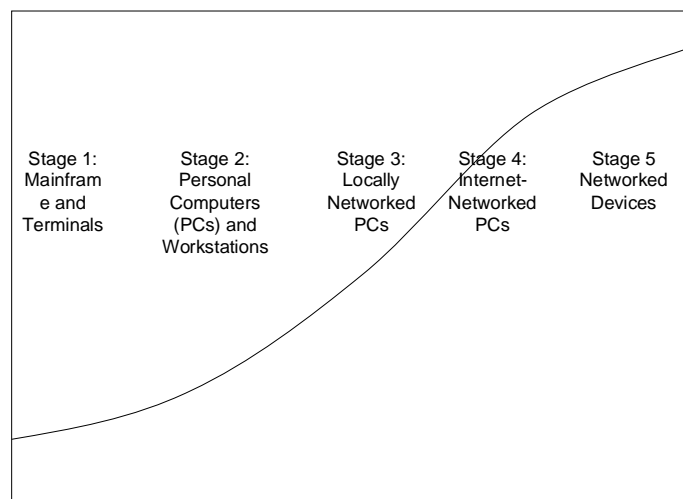 Stage 1:
Mainfram
e and
Terminals
Stage 2:
Personal
Computers
(PCs) and
Workstations
Stage 3:
Locally
Networked
PCs
Stage 4:
Internet-
Networked
PCs
Stage 5
Networked
Devices